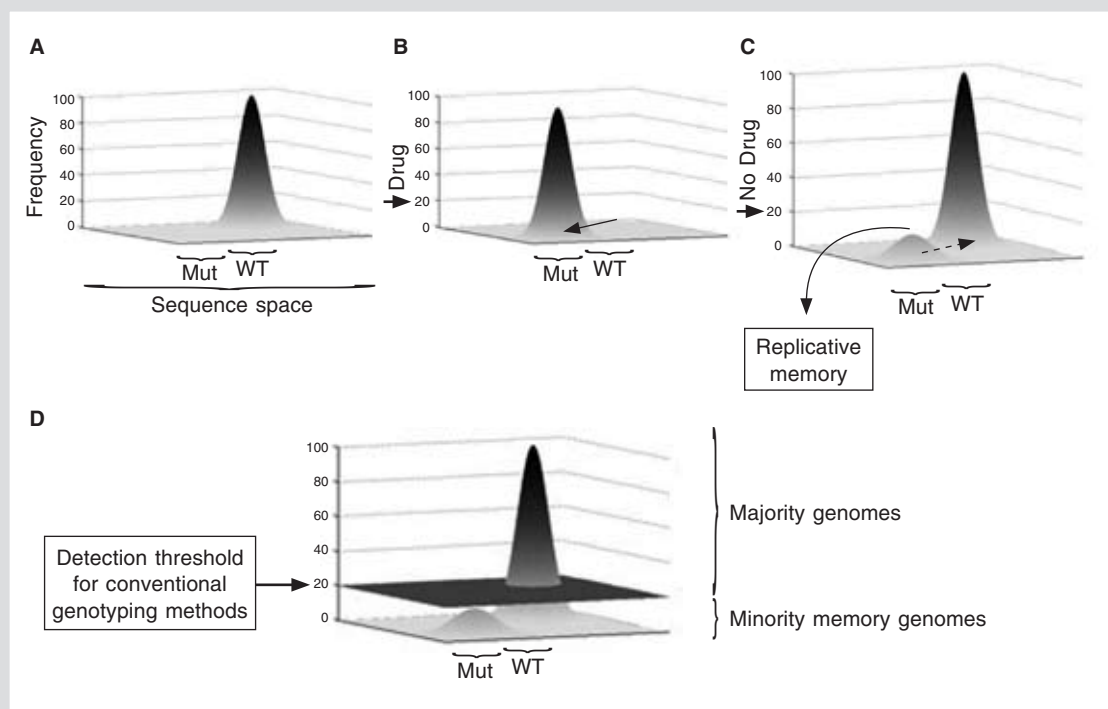 A
Frequency
100
80
60
40
20
0
Mut
WT
Sequence space
B
Drug
100
80
60
40
20
0
Mut
WT
C
No Drug
100
80
60
40
20
0
Mut
WT
Replicative
memory
D
100
80
60
40
20
0
Detection threshold
for conventional
genotyping methods
Majority genomes
Minority memory genomes
Mut
WT